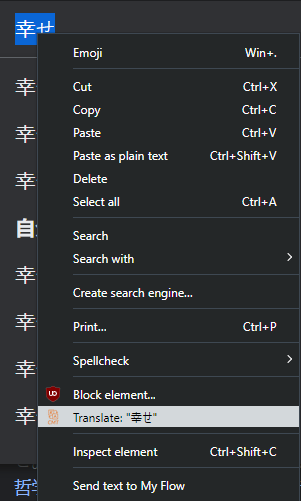 幸せ
Emoji Win+.
幸
Cut Ctrl+X
Copy Ctrl+C
幸
Paste Ctrl+V
Paste as plain text Ctrl+Shift+V
幸
Delete
Select all Ctrl+A
自
Search
Search with
幸
Create search engine...
幸
Print... Ctrl+P
幸
Spellcheck
Block element...
幸
Translate: "幸せ"
Inspect element Ctrl+Shift+C
哲学
Send text to My Flow